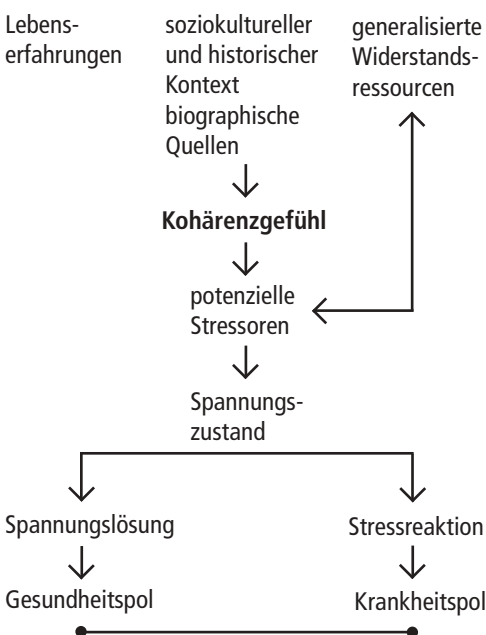 Lebens-
erfahrungen
soziokultureller
und historischer
Kontext
biographische
Quellen
generalisierte
Widerstands-
ressourcen
Kohärenzgefühl
potenzielle
Stressoren
Spannungs-
zustand
Spannungslösung
Stressreaktion
Gesundheitspol
Krankheitspol